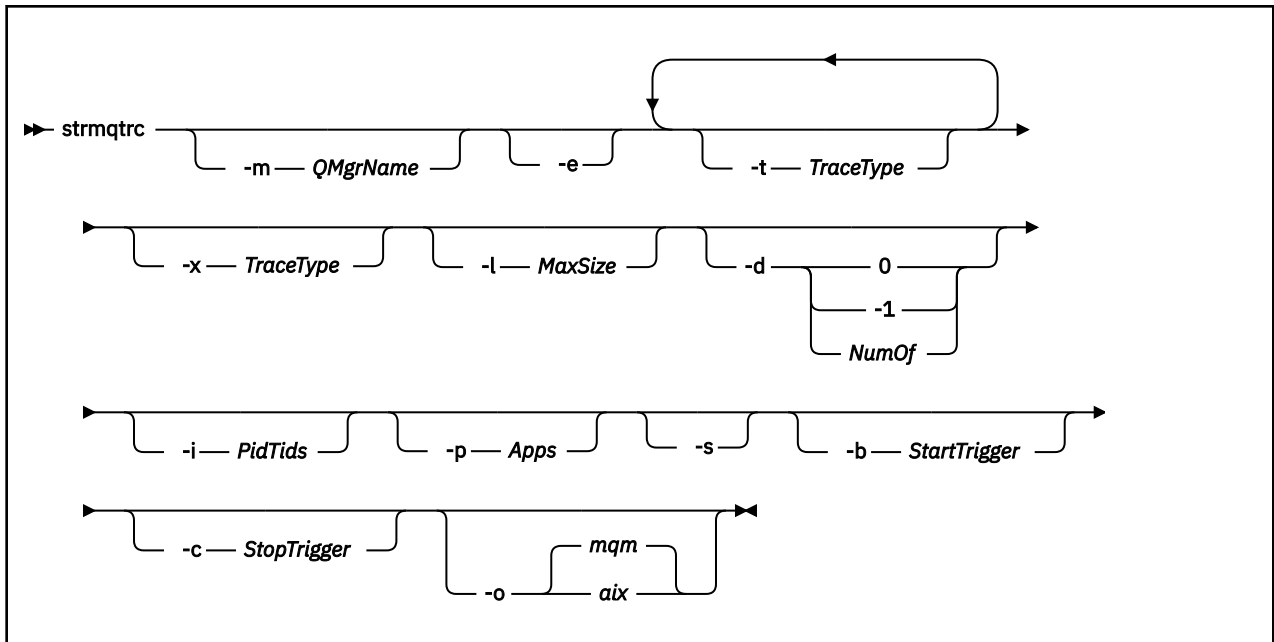 strmqtrc
-m QMgrName
-e
-t TraceType
-x TraceType
-l MaxSize
-d
0
-1
NumOf
-i PidTids
-p Apps
-s
-b StartTrigger
-c StopTrigger
-o
mqm
aix